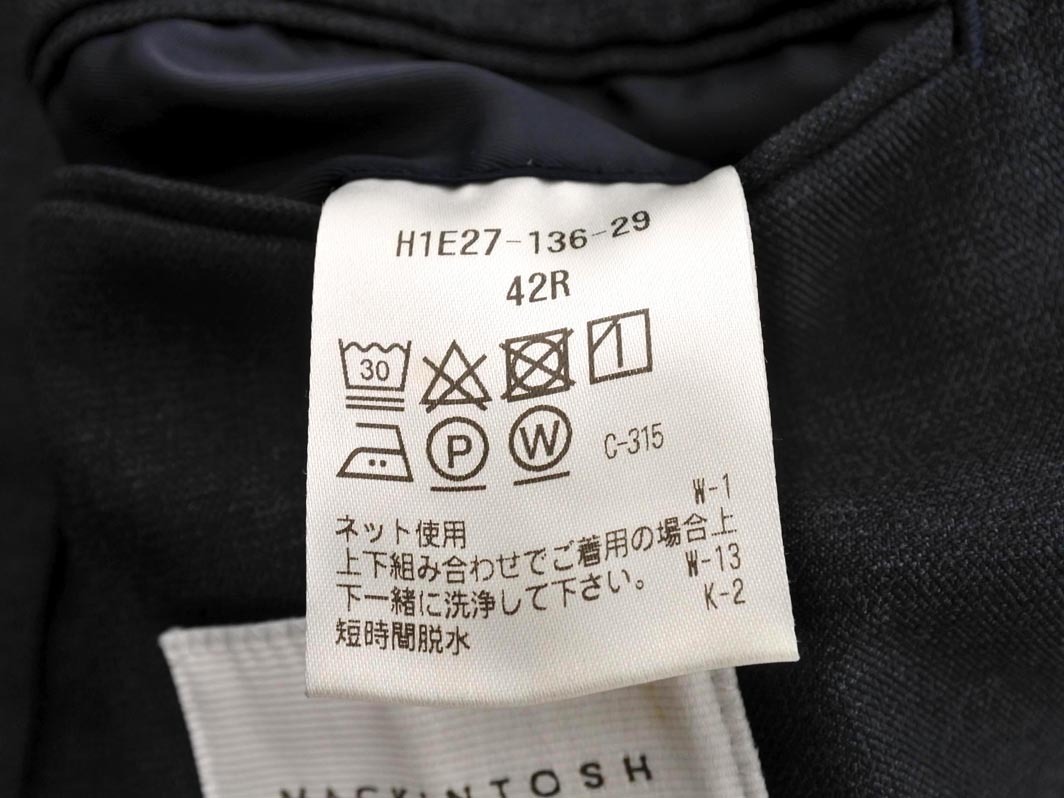 H1E27-136-29
42R
30
P W C-315
W-1
ネット使用
上下組み合わせでご着用の場合上
W-13
下一緒に洗浄して下さい。
K-2
短時間脱水
MACKINTOSH